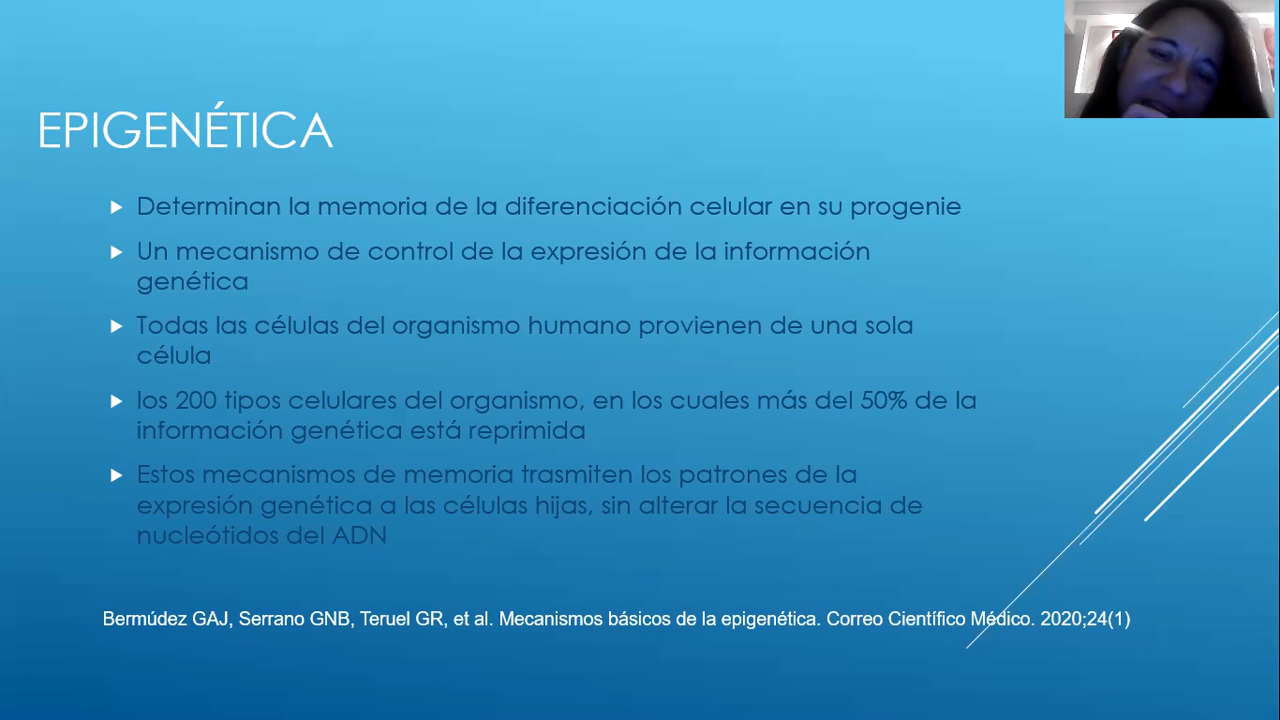 EPIGENÉTICA
Determinan la memoria de la diferenciación celular en su progenie
Un mecanismo de control de la expresión de la información
genética
Todas las células del organismo humano provienen de una sola
célula
los 200 tipos celulares del organismo, en los cuales más del 50% de la
información genética está reprimida
Estos mecanismos de memoria trasmiten los patrones de la
expresión genética a las células hijas, sin alterar la secuencia de
nucleótidos del ADN
Bermúdez GAJ, Serrano GNB, Teruel GR, et al. Mecanismos básicos de la epigenética. Correo Científico Médico. 2020;24(1)